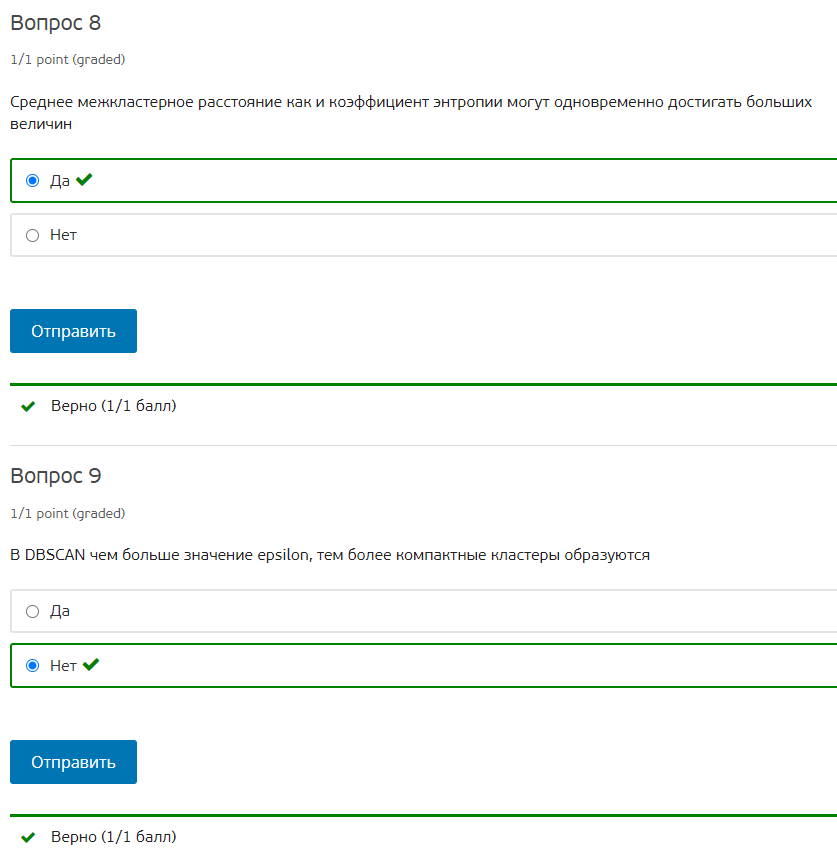 Вопрос 8
1/1 point (graded)
Среднее межкластерное расстояние как и коэффициент энтропии могут одновременно достигать больших
величин
Да
Нет
Отправить
Верно (1/1 балл)
Вопрос 9
1/1 point (graded)
В DBSCAN чем больше значение epsilon, тем более компактные кластеры образуются
Да
Нет
Отправить
Верно (1/1 балл)